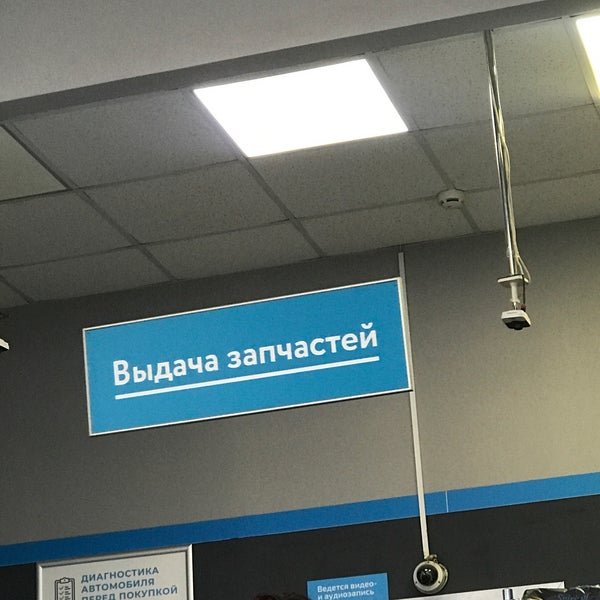 Выдача запчастей
ДИАГНОСТИКА
АВТОМОБИЛЯ
ПЕРЕД ПОКУПКОЙ
Ведется видео-
и аудиозапись